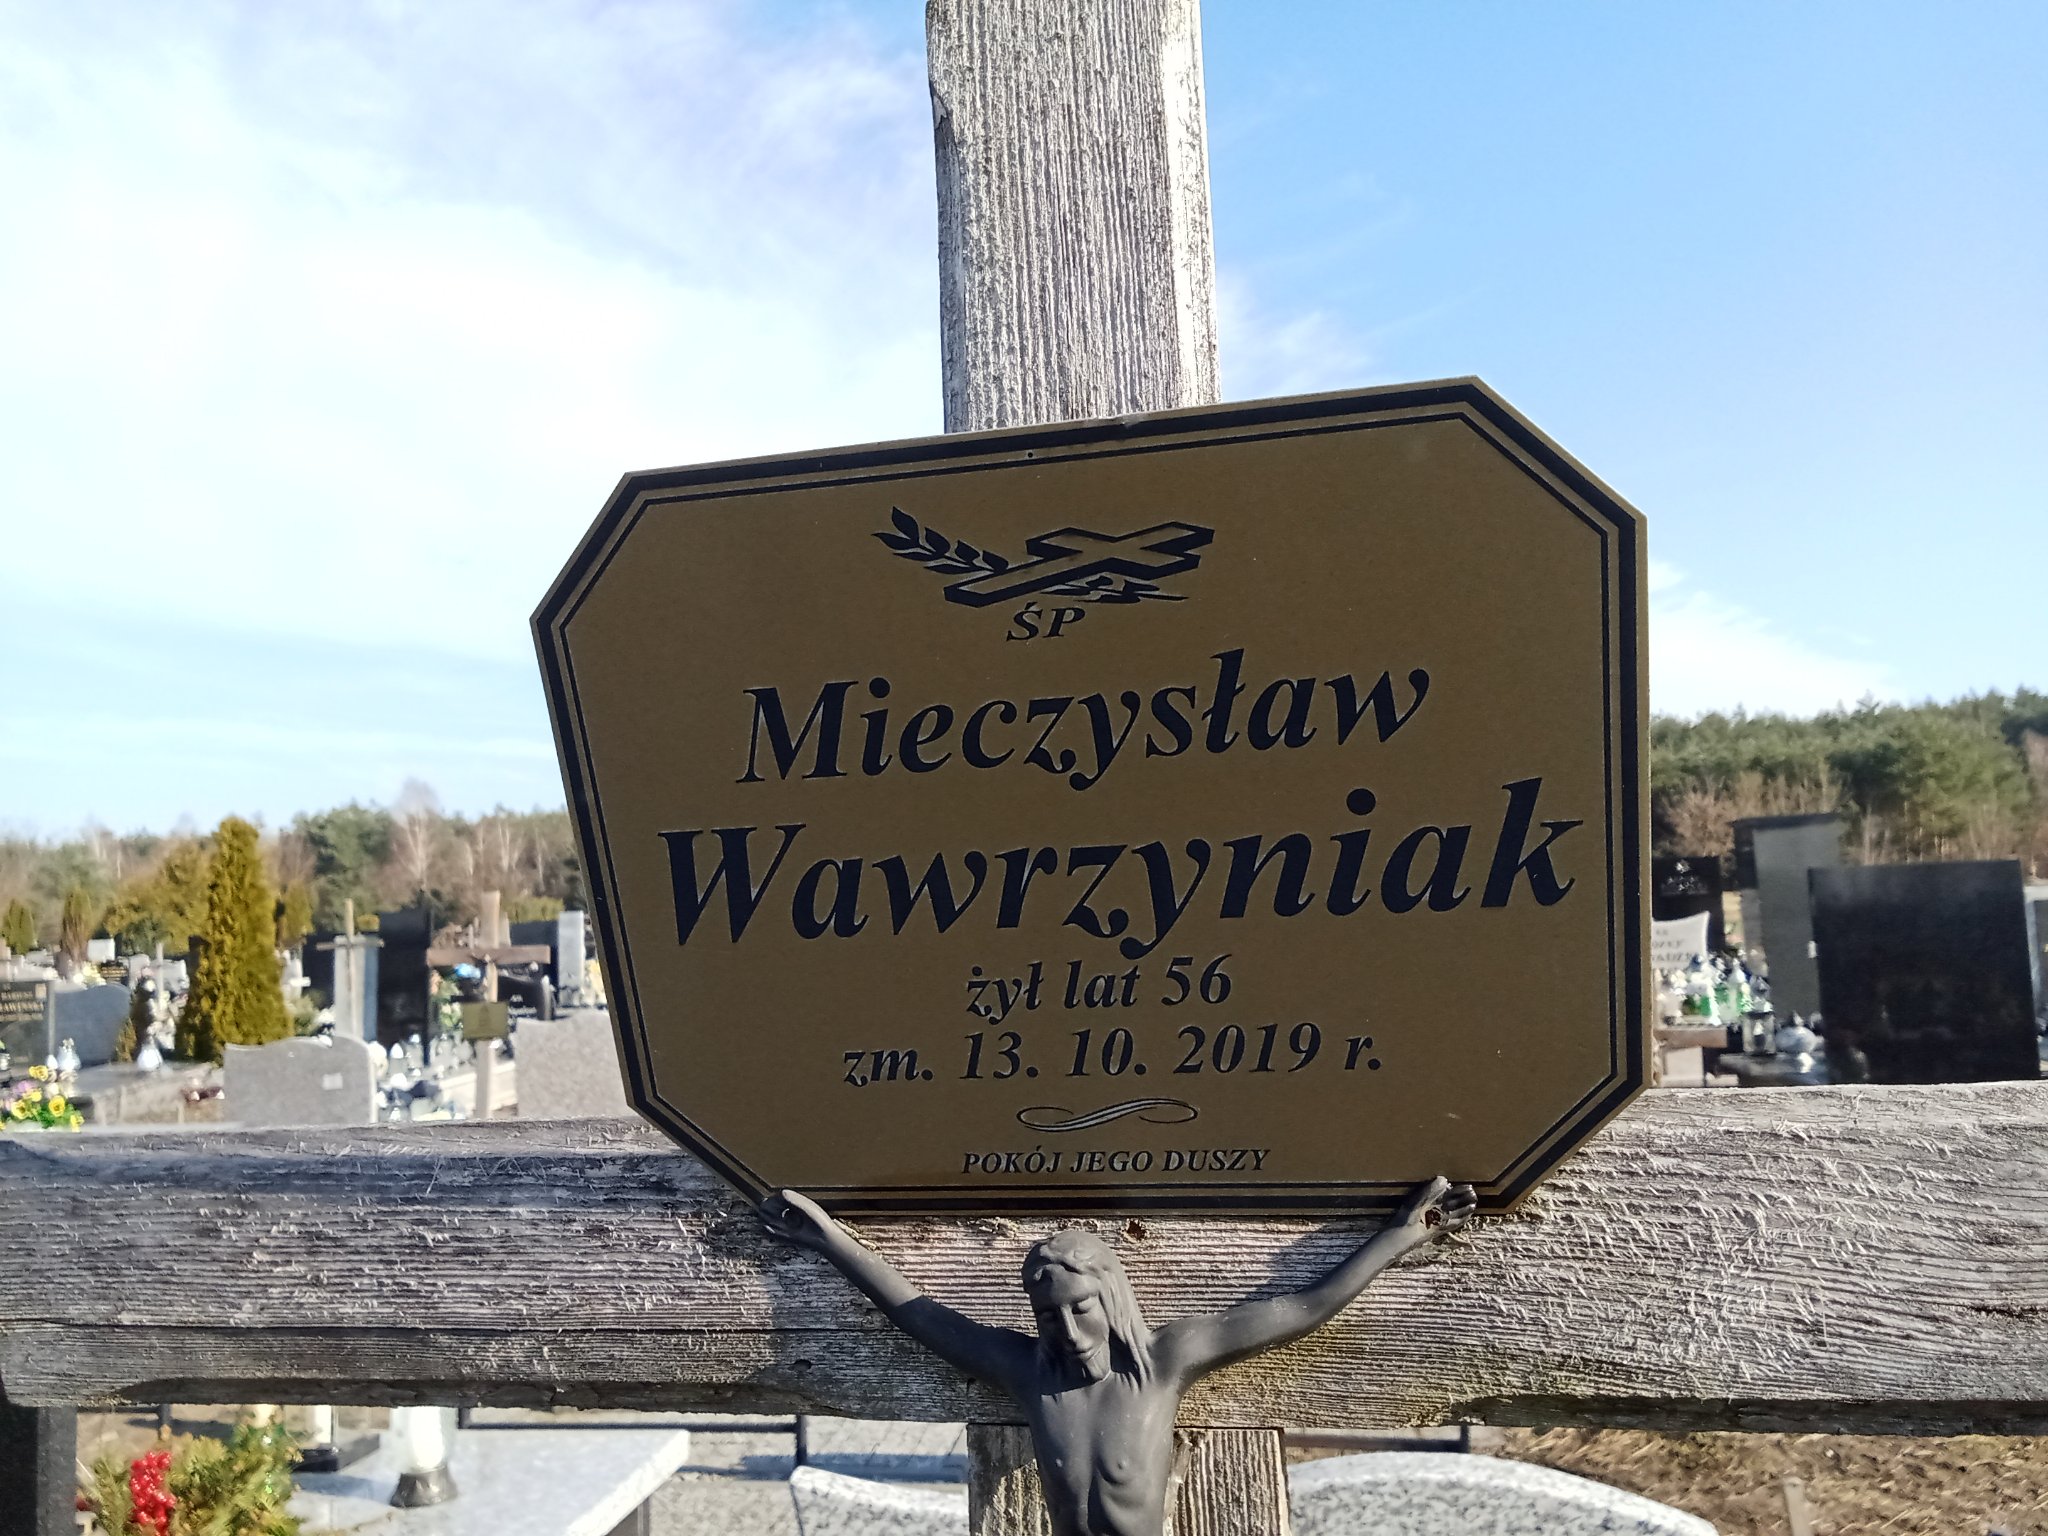 ŚP
Mieczysław
Wawrzyniak
żył lat 56
zm. 13. 10. 2019 r.
POKÓJ JEGO DUSZY